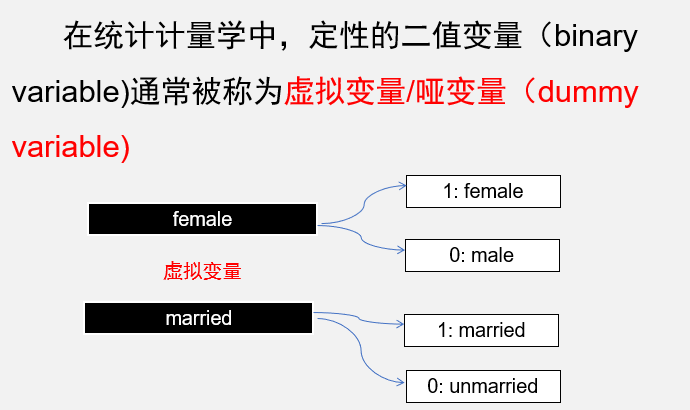 在统计计量学中，定性的二值变量（binary
variable)通常被称为虚拟变量/哑变量（dummy
variable)
1: female
female
0: male
虚拟变量
married
1: married
0: unmarried